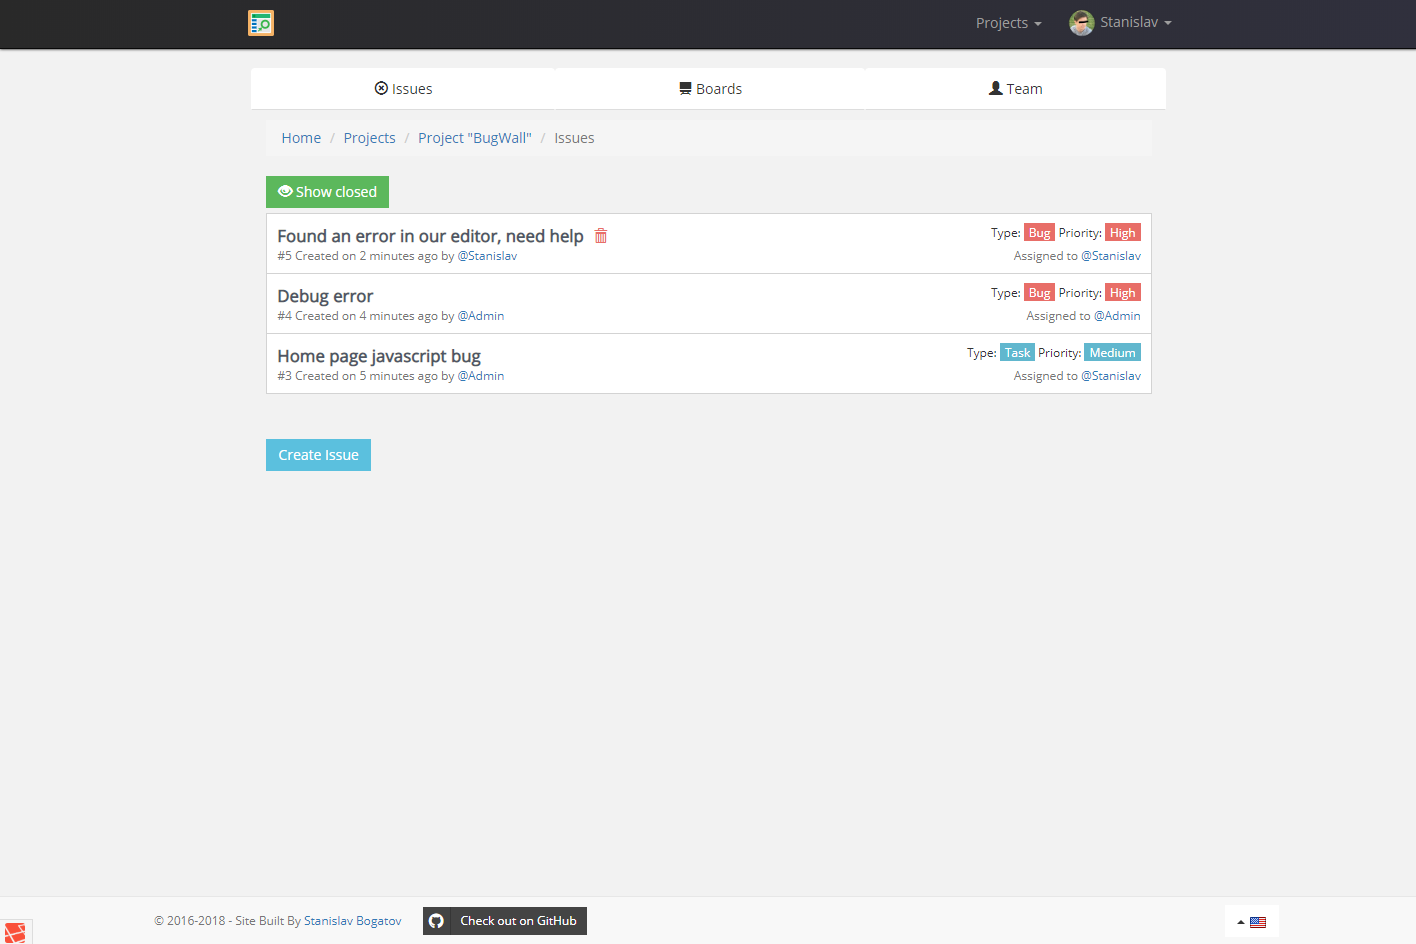 Projects Stanislav
Issues Boards Team
Home / Projects / Project "BugWall" / Issues
Show closed
Found an error in our editor, need help Type: Bug Priority: High
#5 Created on 2 minutes ago by @Stanislav Assigned to @Stanislav
Debug error Type: Bug Priority: High
#4 Created on 4 minutes ago by @Admin Assigned to @Admin
Home page javascript bug Type: Task Priority: Medium
#3 Created on 5 minutes ago by @Admin Assigned to @Stanislav
Create Issue
© 2016-2018 - Site Built By Stanislav Bogatov Check out on GitHub